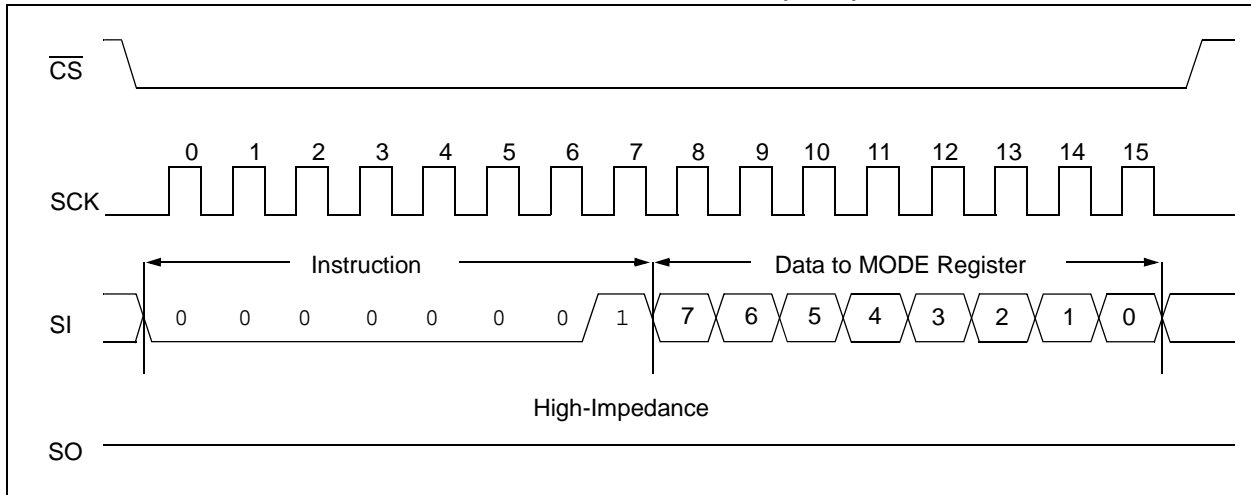 CS
0 1 2 3 4 5 6 7 8 9 10 11 12 13 14 15
SCK
Instruction Data to MODE Register
SI 0 0 0 0 0 0 0 1 7 6 5 4 3 2 1 0
High-Impedance
SO